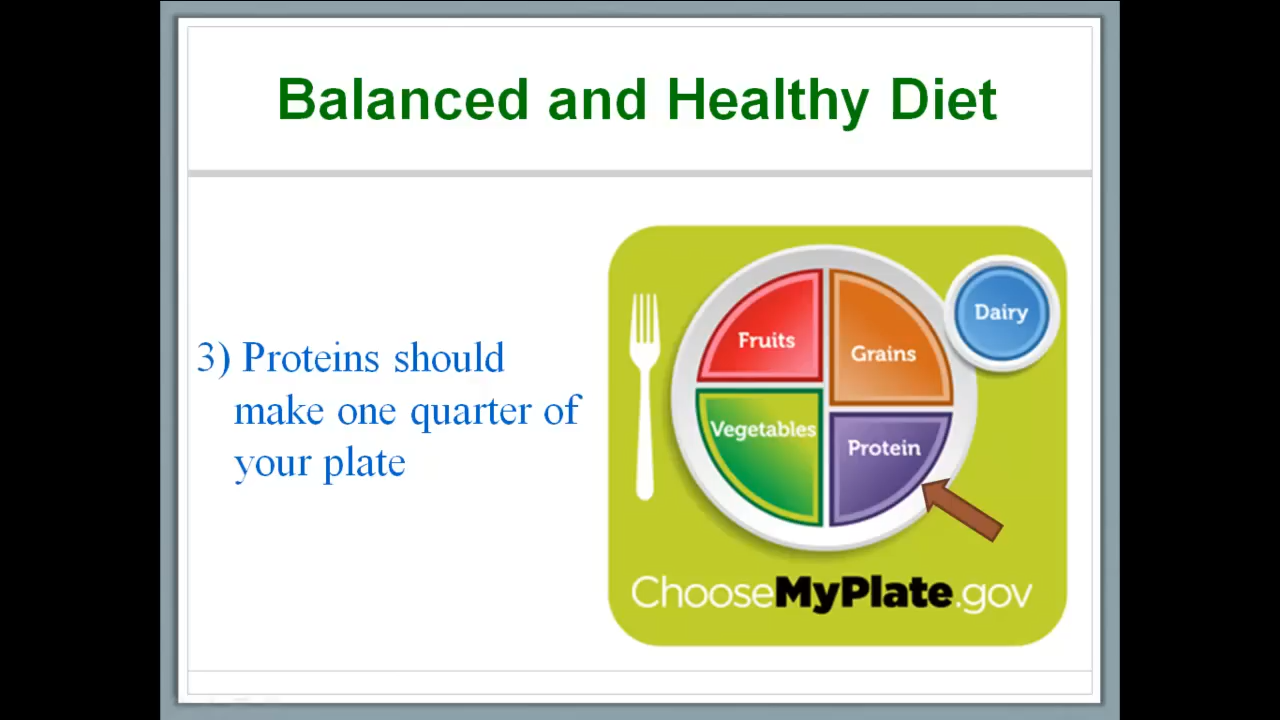 Balanced and Healthy Diet
3) Proteins should
make one quarter of
your plate
Fruits
Grains
Dairy
Vegetables
Protein
ChooseMyPlate.gov